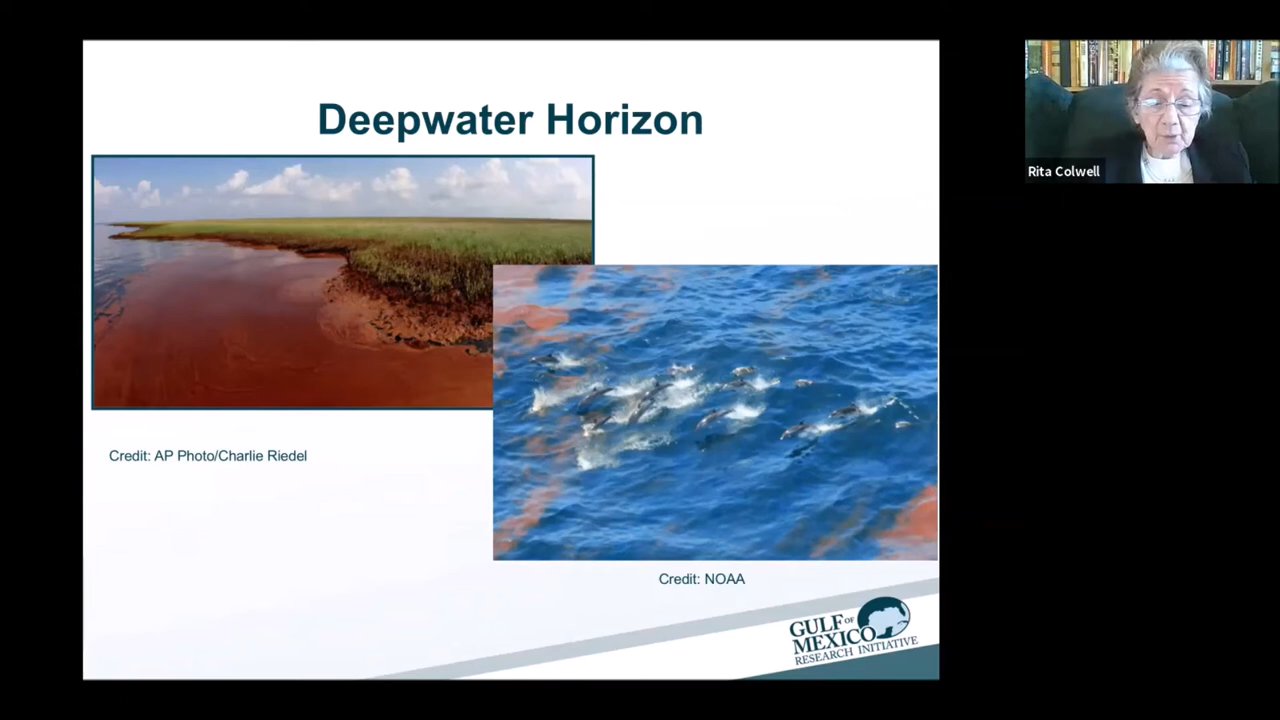 Deepwater Horizon
Rita Colwell
Credit: AP Photo/Charlie Riedel
Credit: NOAA
GULF OF
MEXICO
RESEARCH INITIATIVE